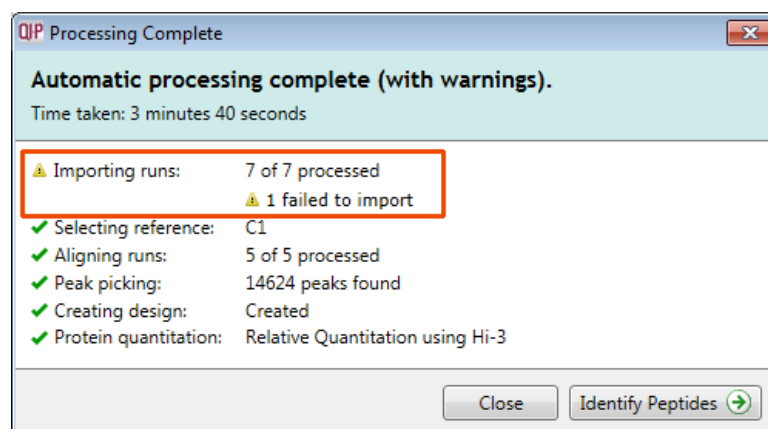 QIP Processing Complete
Automatic processing complete (with warnings).
Time taken: 3 minutes 40 seconds
Importing runs: 7 of 7 processed
1 failed to import
Selecting reference: C1
Aligning runs: 5 of 5 processed
Peak picking: 14624 peaks found
Creating design: Created
Protein quantitation: Relative Quantitation using Hi-3
Close Identify Peptides